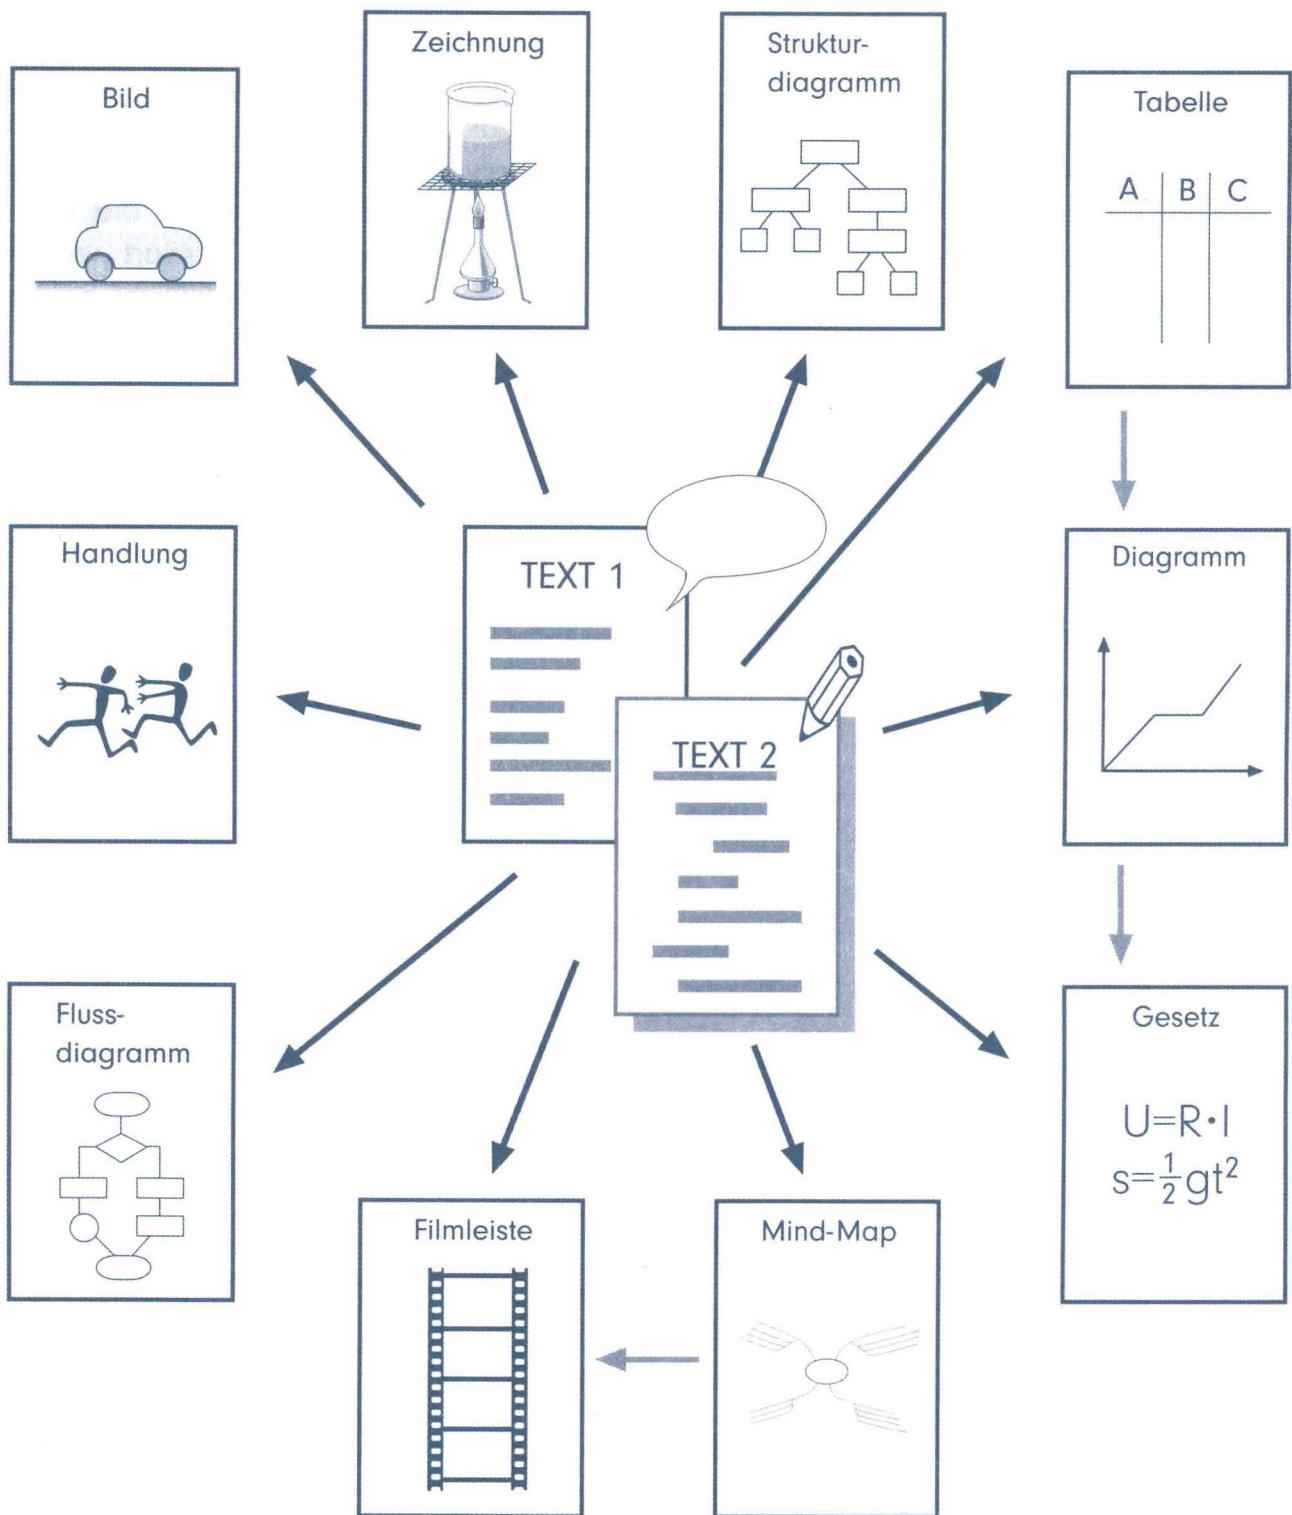 Bild
Zeichnung
Struktur-
diagramm
Tabelle
A B C
Handlung
TEXT 1
TEXT 2
Diagramm
Fluss-
diagramm
Filmleiste
Mind-Map
Gesetz
U=R·I
s=½gt²